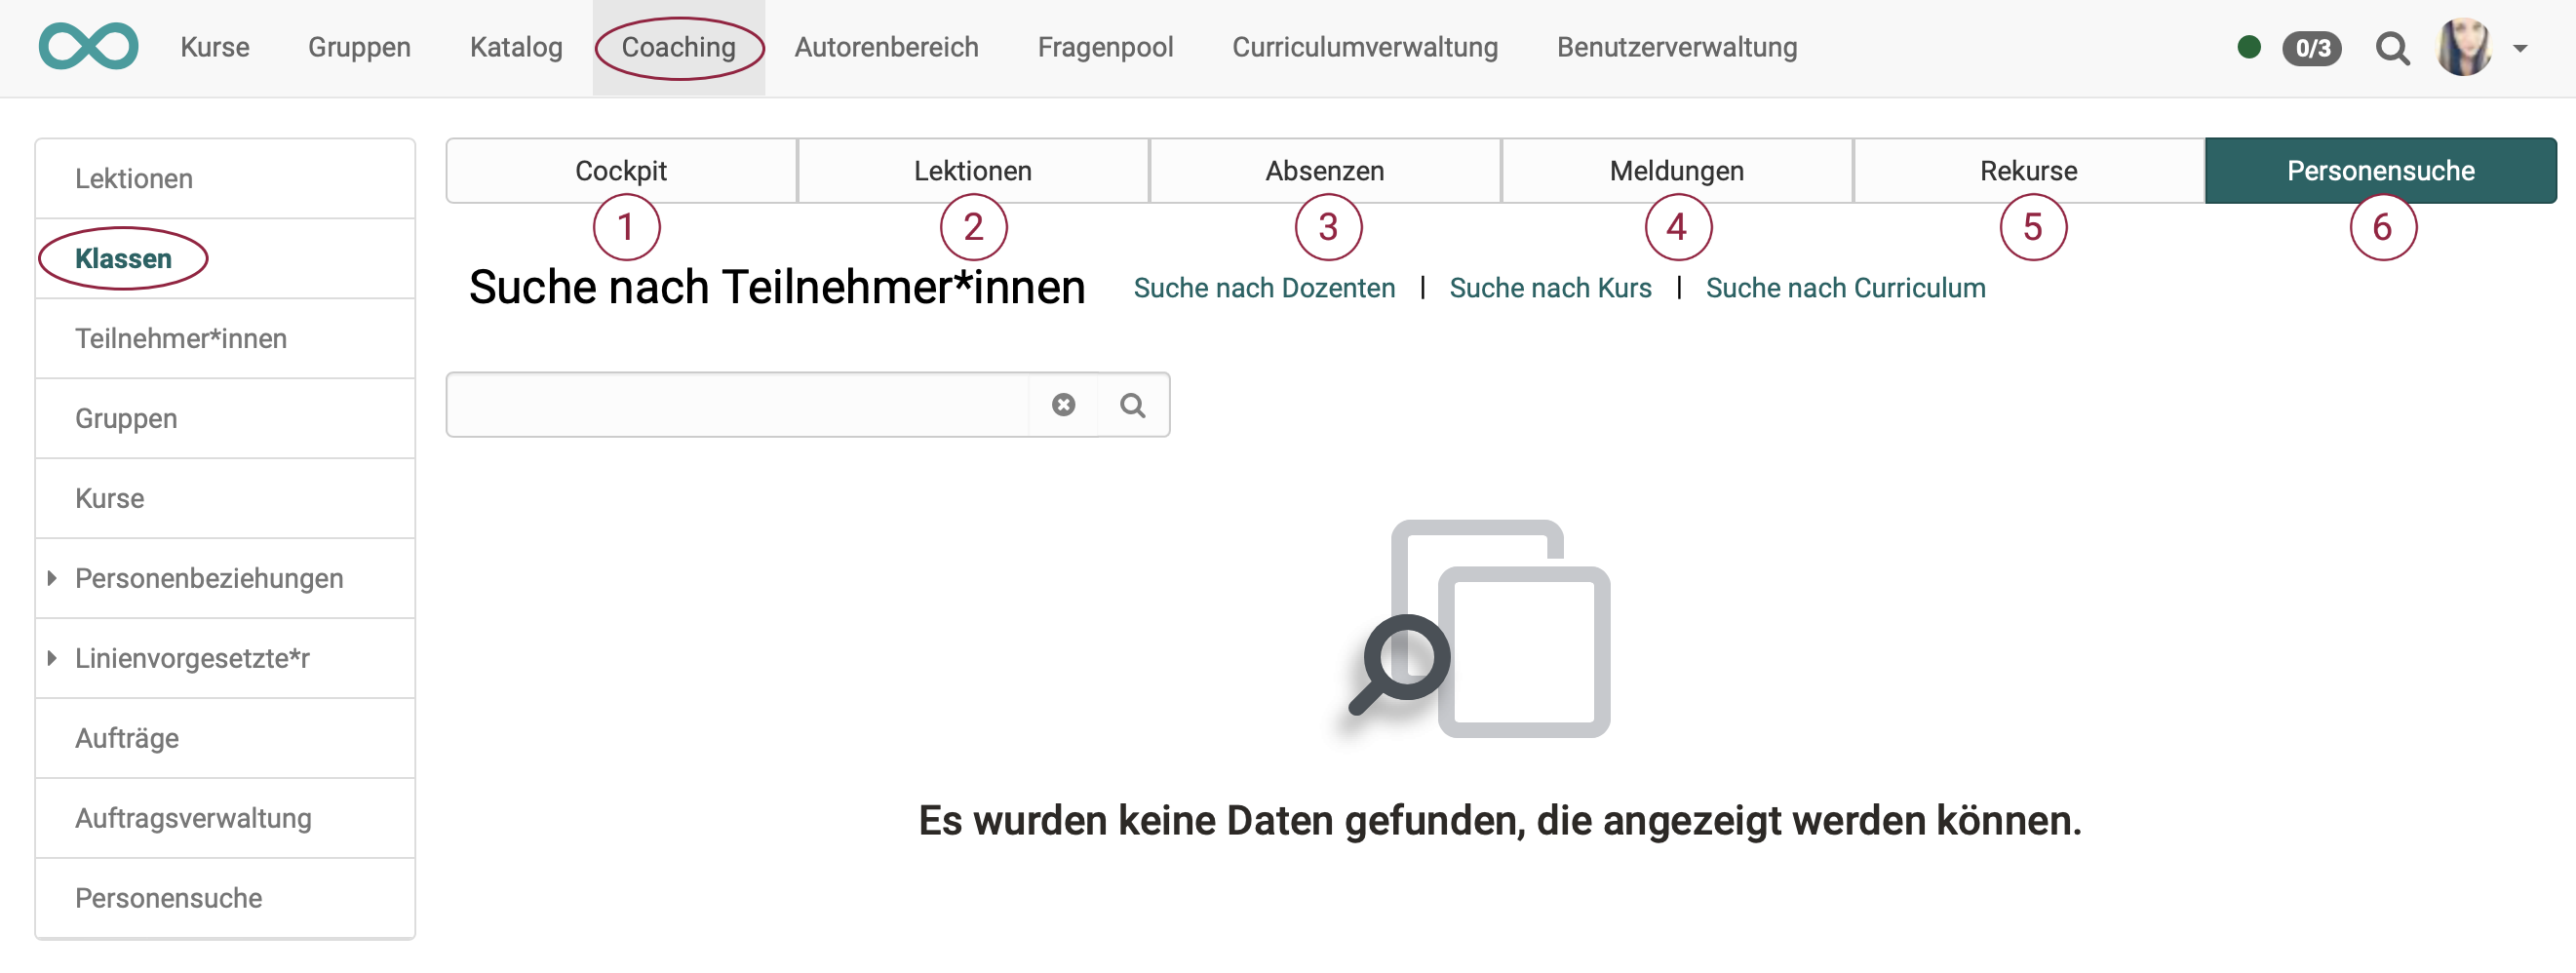 Kurse Gruppen Katalog Coaching Autorenbereich Fragenpool Curriculumverwaltung Benutzerverwaltung 0/3
Lektionen
Klassen
Teilnehmer*innen
Gruppen
Kurse
Personenbeziehungen
Linienvorgesetzte*r
Aufträge
Auftragsverwaltung
Personensuche
Cockpit Lektionen Absenzen Meldungen Rekurse Personensuche
1 2 3 4 5 6
Suche nach Teilnehmer*innen Suche nach Dozenten | Suche nach Kurs | Suche nach Curriculum
Es wurden keine Daten gefunden, die angezeigt werden können.